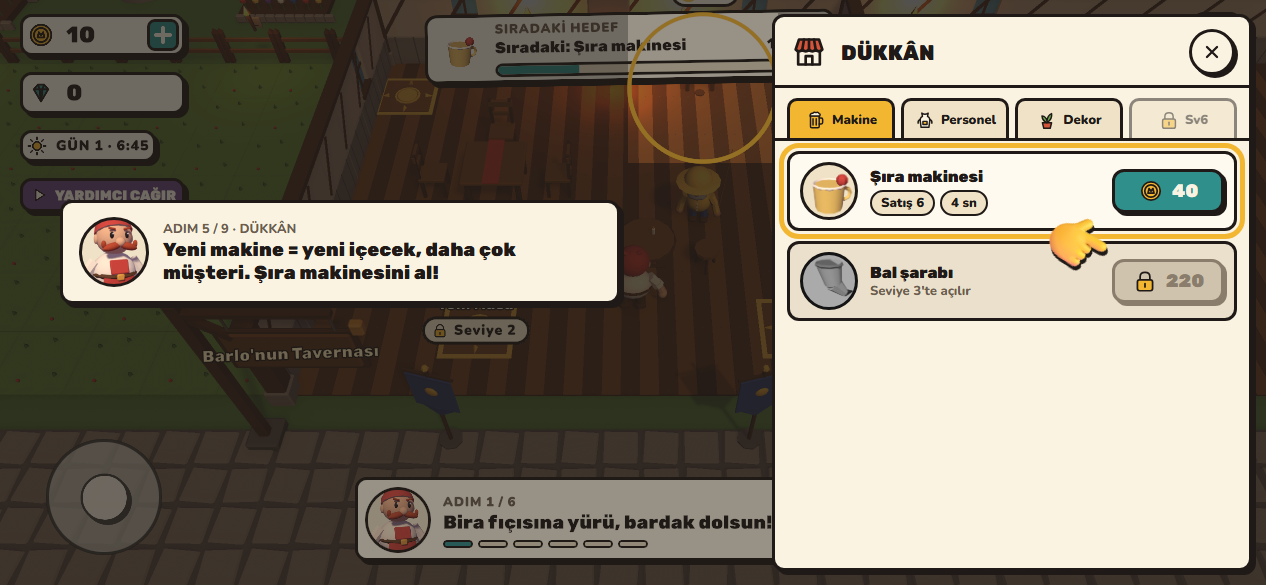 10
0
GÜN 1 · 6:45
YARDIMCI ÇAĞIR
SIRADAKİ HEDEF
Sıradaki: Şıra makinesi
ADIM 5 / 9 · DÜKKÂN
Yeni makine = yeni içecek, daha çok
müşteri. Şıra makinesini al!
Seviye 2
Barlo'nun Tavernası
ADIM 1 / 6
Bira fıçısına yürü, bardak dolsun!
DÜKKÂN
Makine
Personel
Dekor
Sv6
Şıra makinesi
Satış 6
4 sn
40
Bal şarabı
Seviye 3'te açılır
220